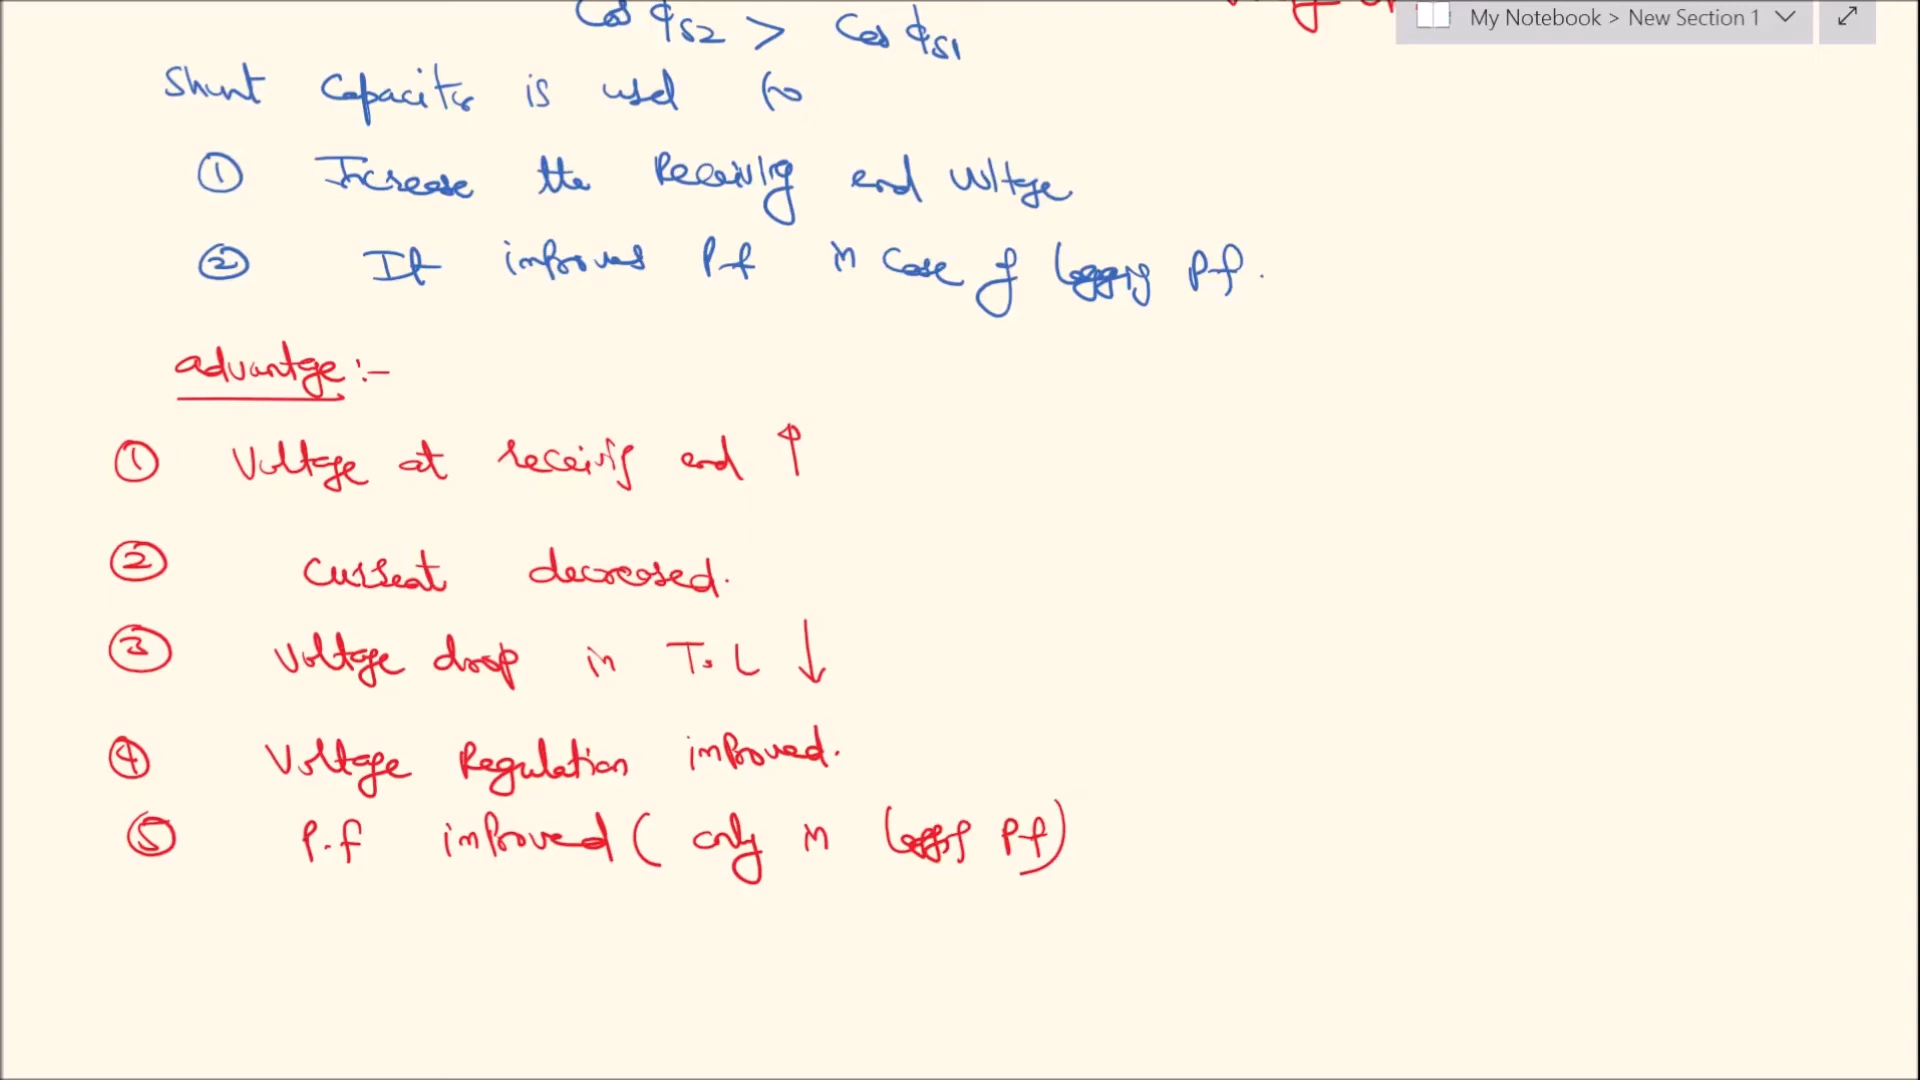 Cos φs2 > Cos φs1
My Notebook > New Section 1
Shunt Capacitor is used to
① Increase the Receiving end Voltage
② It improves P.f in case of lagging P.f.
advantge :-
① Voltage at receiving end ↑
② Current decreased.
③ Voltage drop in T.L ↓
④ Voltage Regulation improved.
⑤ P.f improved ( only in lagging Pf)